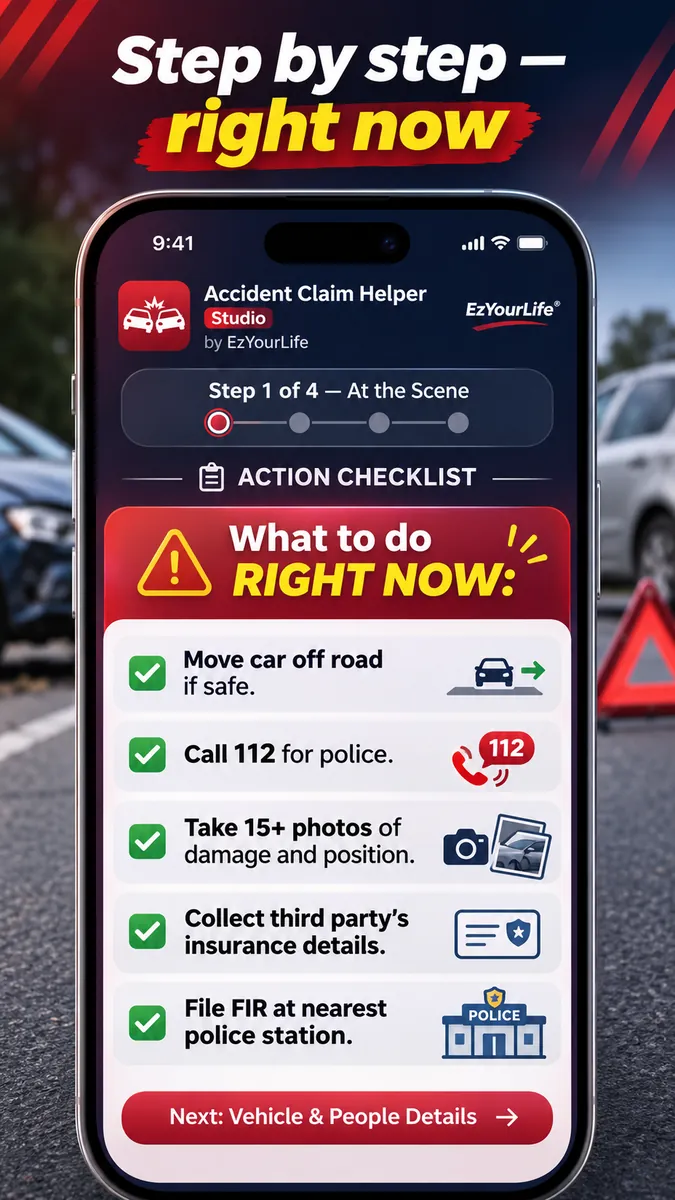 Step by step —
right now
9:41
Accident Claim Helper
Studio
by EzYourLife
EzYourLife®
Step 1 of 4 — At the Scene
ACTION CHECKLIST
What to do
RIGHT NOW:
Move car off road
if safe.
Call 112 for police.
112
Take 15+ photos of
damage and position.
Collect third party's
insurance details.
File FIR at nearest
police station.
POLICE
Next: Vehicle & People Details →